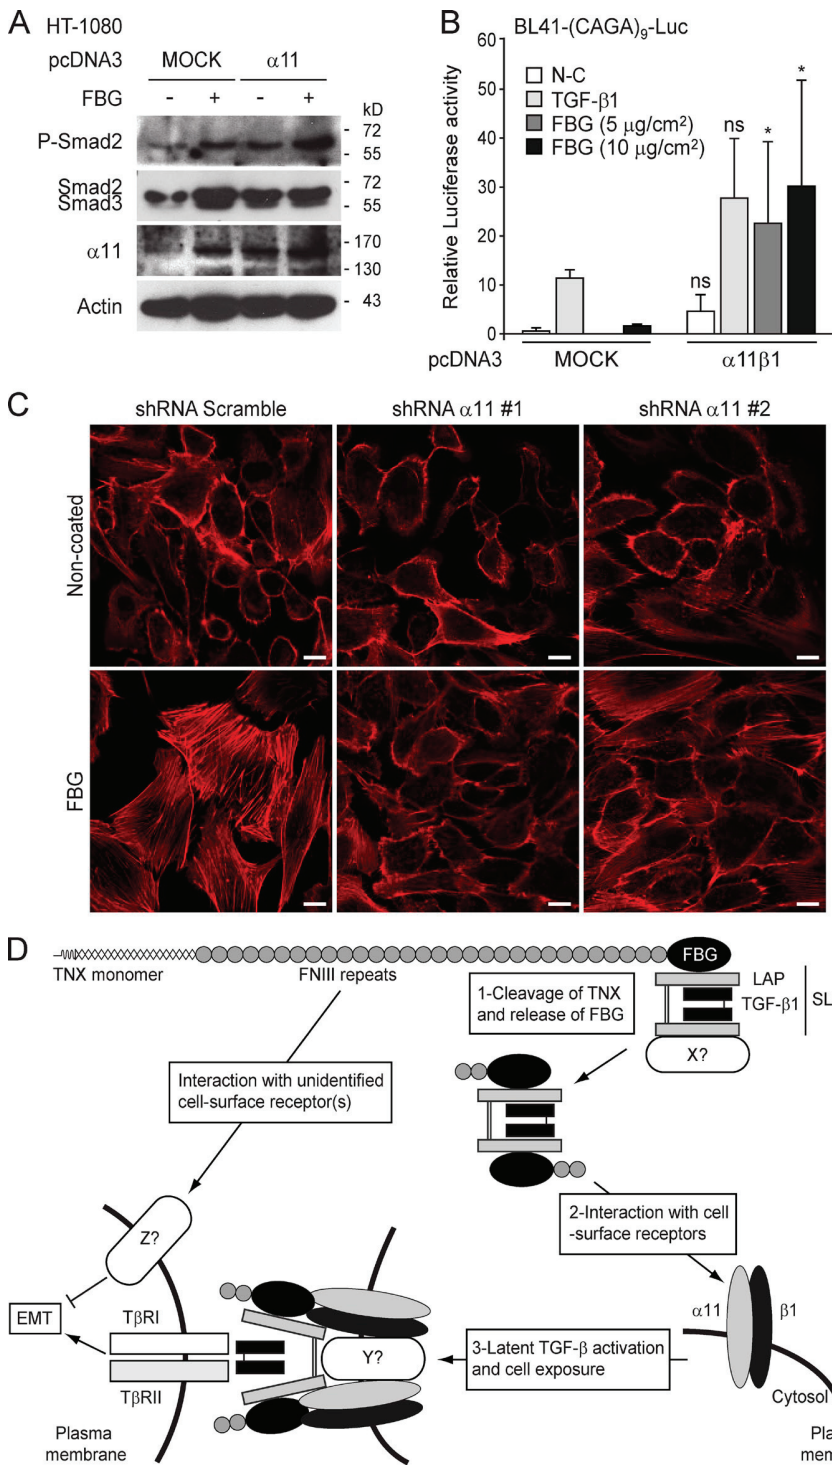 A
HT-1080
pcDNA3 MOCK α11
FBG - + - + kD
P-Smad2 - 72
- 55
Smad2 - 72
Smad3 - 55
α11 - 170
- 130
Actin - 43
B
BL41-(CAGA)9-Luc
Relative Luciferase activity
60
50
40
30
20
10
0
N-C
TGF-β1
FBG (5 μg/cm²)
FBG (10 μg/cm²)
ns
ns
*
*
pcDNA3 MOCK α11β1
C
shRNA Scramble shRNA α11 #1 shRNA α11 #2
Non-coated
FBG
D
FBG
TNX monomer FNIII repeats
1-Cleavage of TNX
and release of FBG
LAP
TGF-β1
SL
X?
Interaction with unidentified
cell-surface receptor(s)
2-Interaction with cell
-surface receptors
Z?
α11 β1
EMT
TβRI
TβRII
Y?
3-Latent TGF-β activation
and cell exposure
Cytosol
Plasma
membrane
Pla
mem